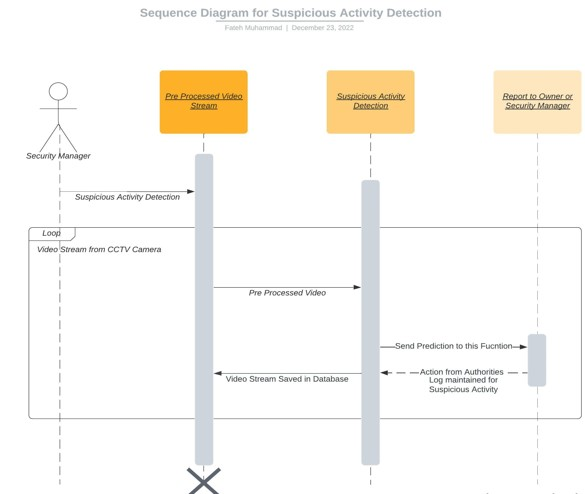 Sequence Diagram for Suspicious Activity Detection
Faieh Muhammad | December 23, 2022
Pre Processed Video
Stream
Suspicious Activity
Detection
Report to Owner or
Security Manager
Security Manager
Suspicious Activity Detection
Loop
Video Stream from CCTV Camera
Pre Processed Video
Send Prediction to this Fucntion
Action from Authorities
Video Stream Saved in Database
Log maintained for
Suspicious Activity